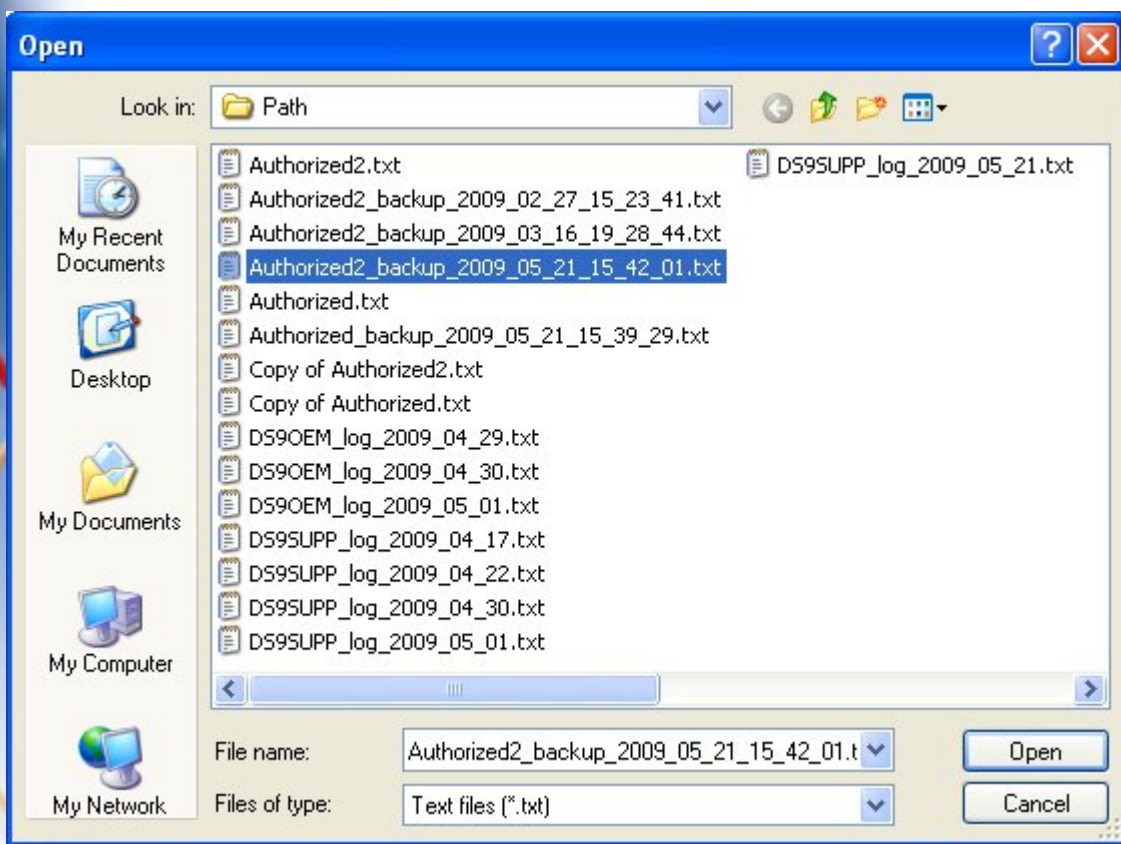 Open
Look in:
Path
My Recent
Documents
Desktop
My Documents
My Computer
My Network
Authorized2.txt
Authorized2_backup_2009_02_27_15_23_41.txt
Authorized2_backup_2009_03_16_19_28_44.txt
Authorized2_backup_2009_05_21_15_42_01.txt
Authorized.txt
Authorized_backup_2009_05_21_15_39_29.txt
Copy of Authorized2.txt
Copy of Authorized.txt
DS9OEM_log_2009_04_29.txt
DS9OEM_log_2009_04_30.txt
DS9OEM_log_2009_05_01.txt
DS9SUPP_log_2009_04_17.txt
DS9SUPP_log_2009_04_22.txt
DS9SUPP_log_2009_04_30.txt
DS9SUPP_log_2009_05_01.txt
DS9SUPP_log_2009_05_21.txt
File name:
Authorized2_backup_2009_05_21_15_42_01.t
Open
Files of type:
Text files (*.txt)
Cancel